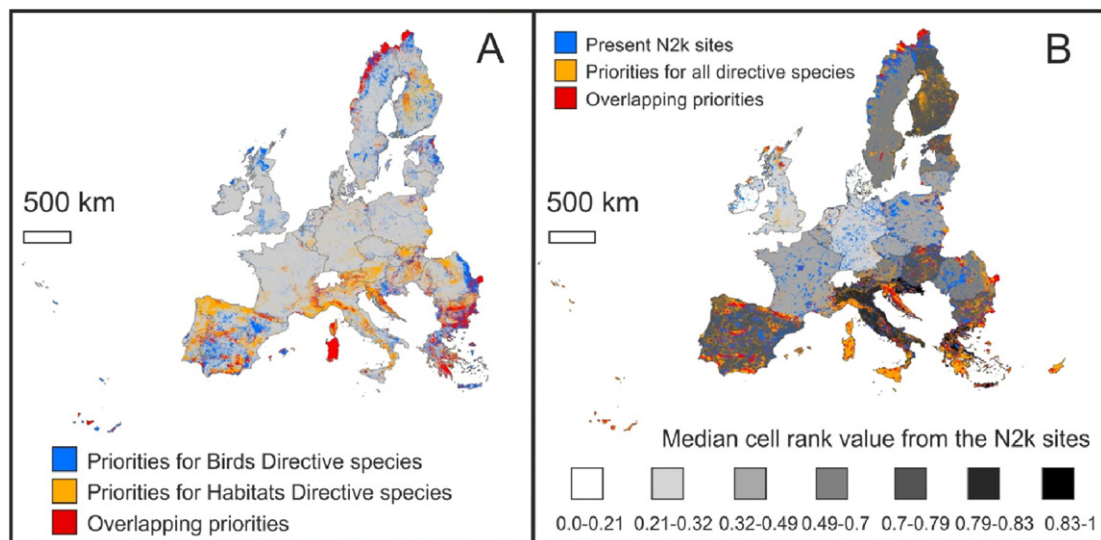 A
500 km
Priorities for Birds Directive species
Priorities for Habitats Directive species
Overlapping priorities
B
Present N2k sites
Priorities for all directive species
Overlapping priorities
500 km
Median cell rank value from the N2k sites
0.0-0.21 0.21-0.32 0.32-0.49 0.49-0.7 0.7-0.79 0.79-0.83 0.83-1